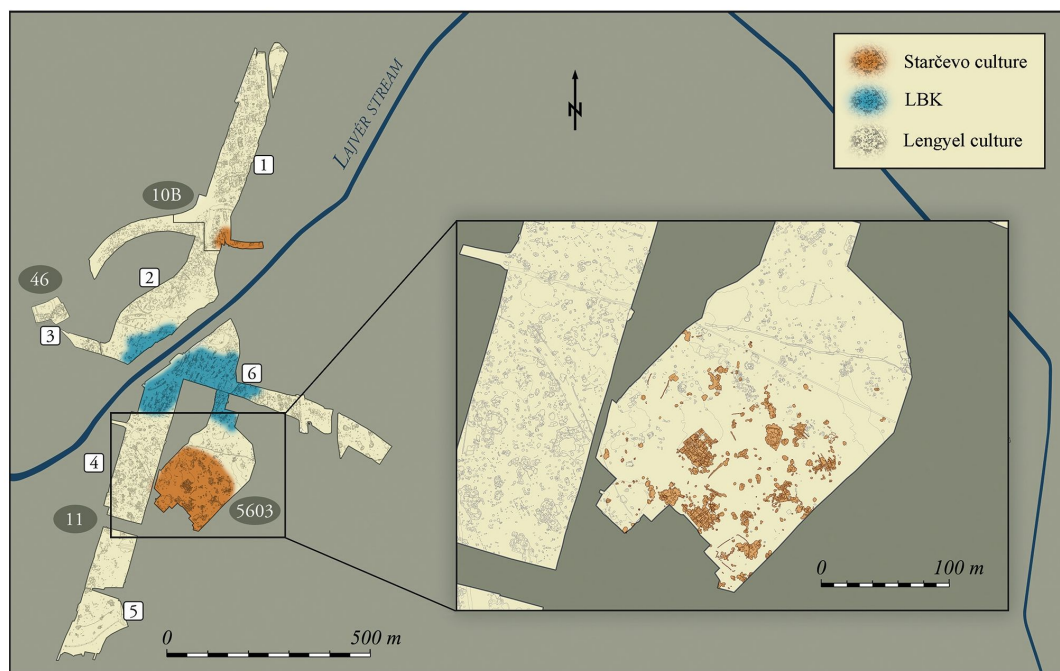 Starčevo culture
LBK
Lengyel culture
LAJVÉR STREAM
N
1
10B
2
46
3
6
4
5603
11
5
0 500 m
0 100 m